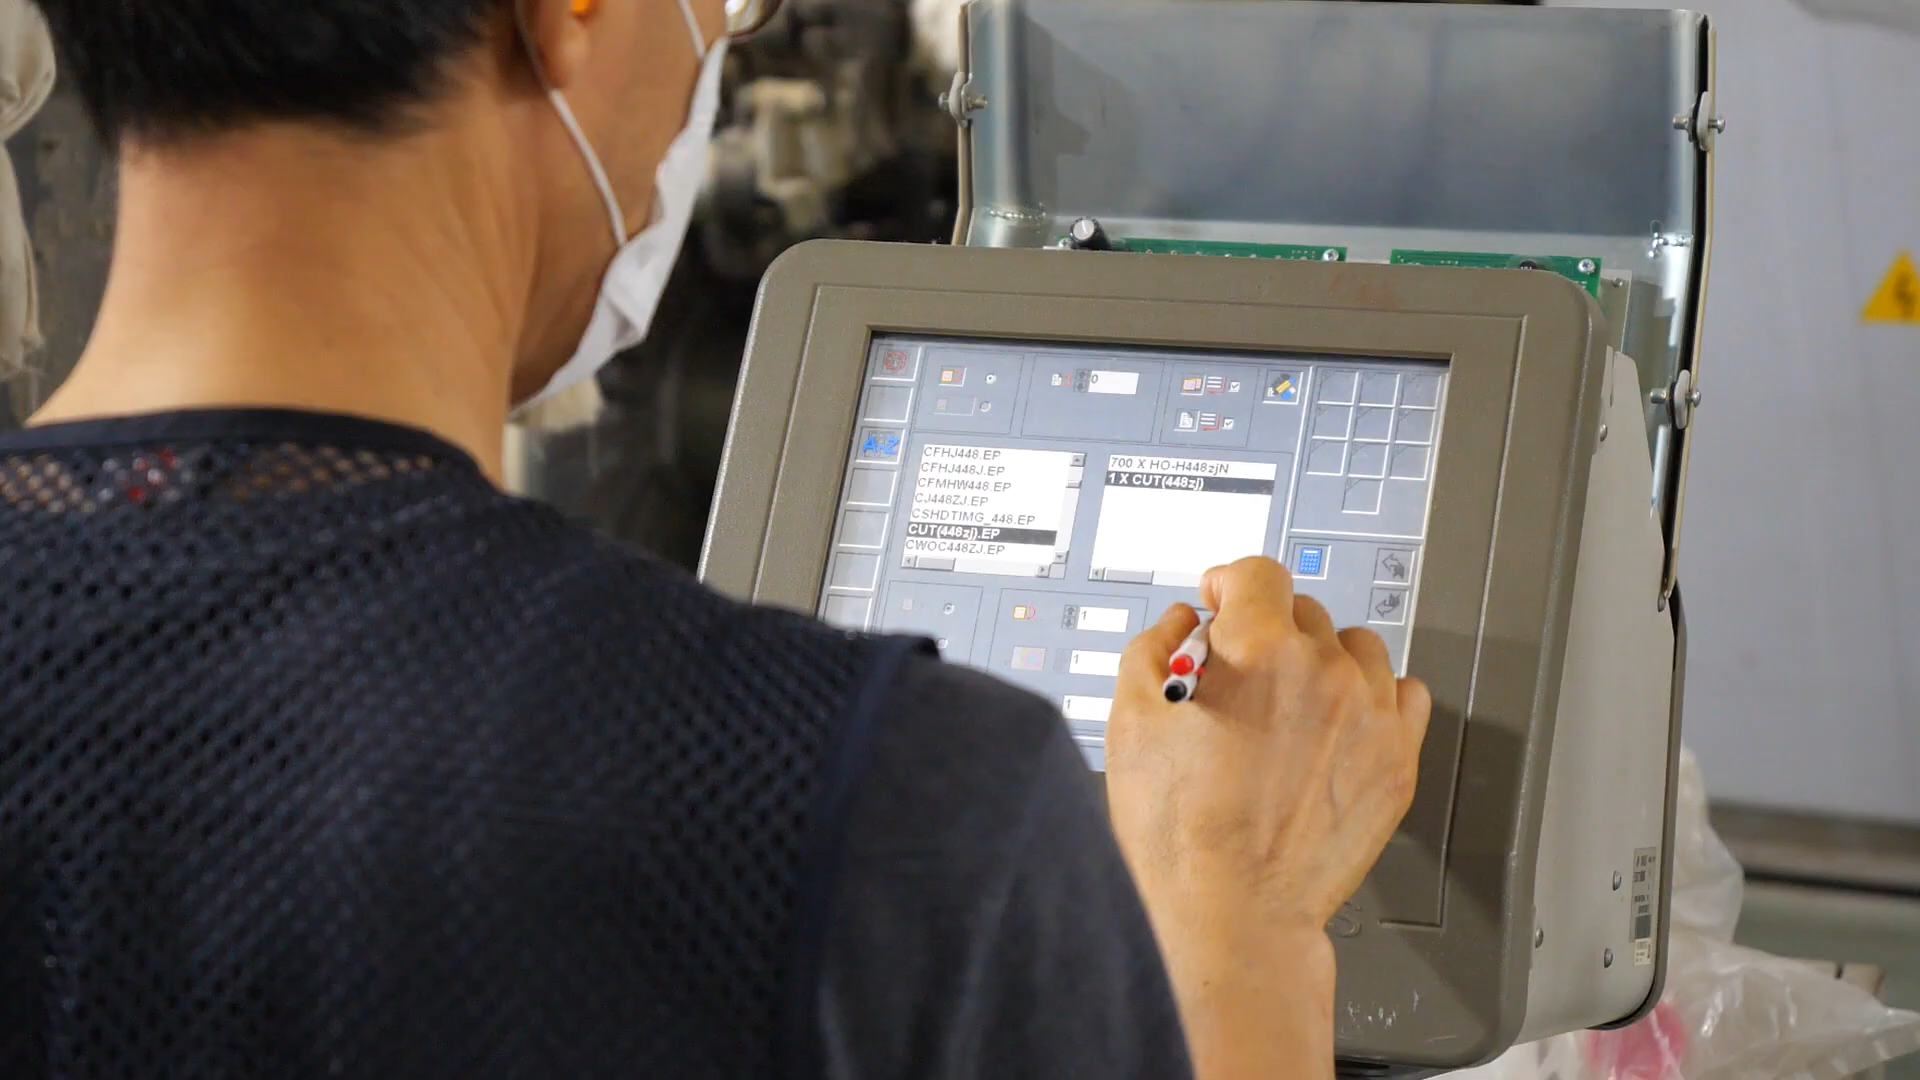 0
A-Z
CFHJ448.EP
CFHJ448J.EP
CFMHW448.EP
CJ448ZJ.EP
CSHDTIMG_448.EP
CUT(448zj).EP
CWOC448ZJ.EP
700 X HO-H448zjN
1 X CUT(448zj)
1
1
1
S